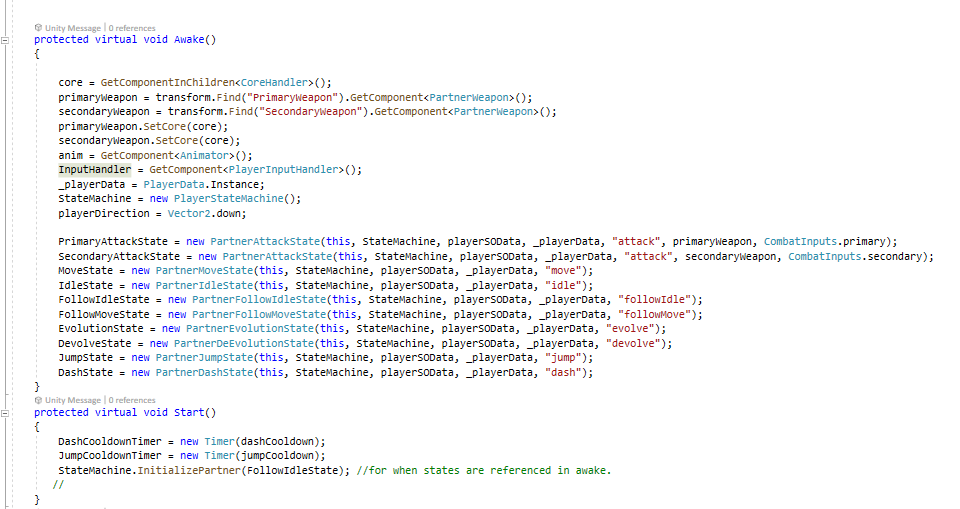 Unity Message | 0 references
protected virtual void Awake()
{
core = GetComponentInChildren<CoreHandler>();
primaryWeapon = transform.Find("PrimaryWeapon").GetComponent<PartnerWeapon>();
secondaryWeapon = transform.Find("SecondaryWeapon").GetComponent<PartnerWeapon>();
primaryWeapon.SetCore(core);
secondaryWeapon.SetCore(core);
anim = GetComponent<Animator>();
InputHandler = GetComponent<PlayerInputHandler>();
_playerData = PlayerData.Instance;
StateMachine = new PlayerStateMachine();
playerDirection = Vector2.down;
PrimaryAttackState = new PartnerAttackState(this, StateMachine, playerSOData, _playerData, "attack", primaryWeapon, CombatInputs.primary);
SecondaryAttackState = new PartnerAttackState(this, StateMachine, playerSOData, _playerData, "attack", secondaryWeapon, CombatInputs.secondary);
MoveState = new PartnerMoveState(this, StateMachine, playerSOData, _playerData, "move");
IdleState = new PartnerIdleState(this, StateMachine, playerSOData, _playerData, "idle");
FollowIdleState = new PartnerFollowIdleState(this, StateMachine, playerSOData, _playerData, "followIdle");
FollowMoveState = new PartnerFollowMoveState(this, StateMachine, playerSOData, _playerData, "followMove");
EvolutionState = new PartnerEvolutionState(this, StateMachine, playerSOData, _playerData, "evolve");
DevolveState = new PartnerDeEvolutionState(this, StateMachine, playerSOData, _playerData, "devolve");
JumpState = new PartnerJumpState(this, StateMachine, playerSOData, _playerData, "jump");
DashState = new PartnerDashState(this, StateMachine, playerSOData, _playerData, "dash");
}
Unity Message | 0 references
protected virtual void Start()
{
DashCooldownTimer = new Timer(dashCooldown);
JumpCooldownTimer = new Timer(jumpCooldown);
StateMachine.InitializePartner(FollowIdleState); //for when states are referenced in awake.
//
}